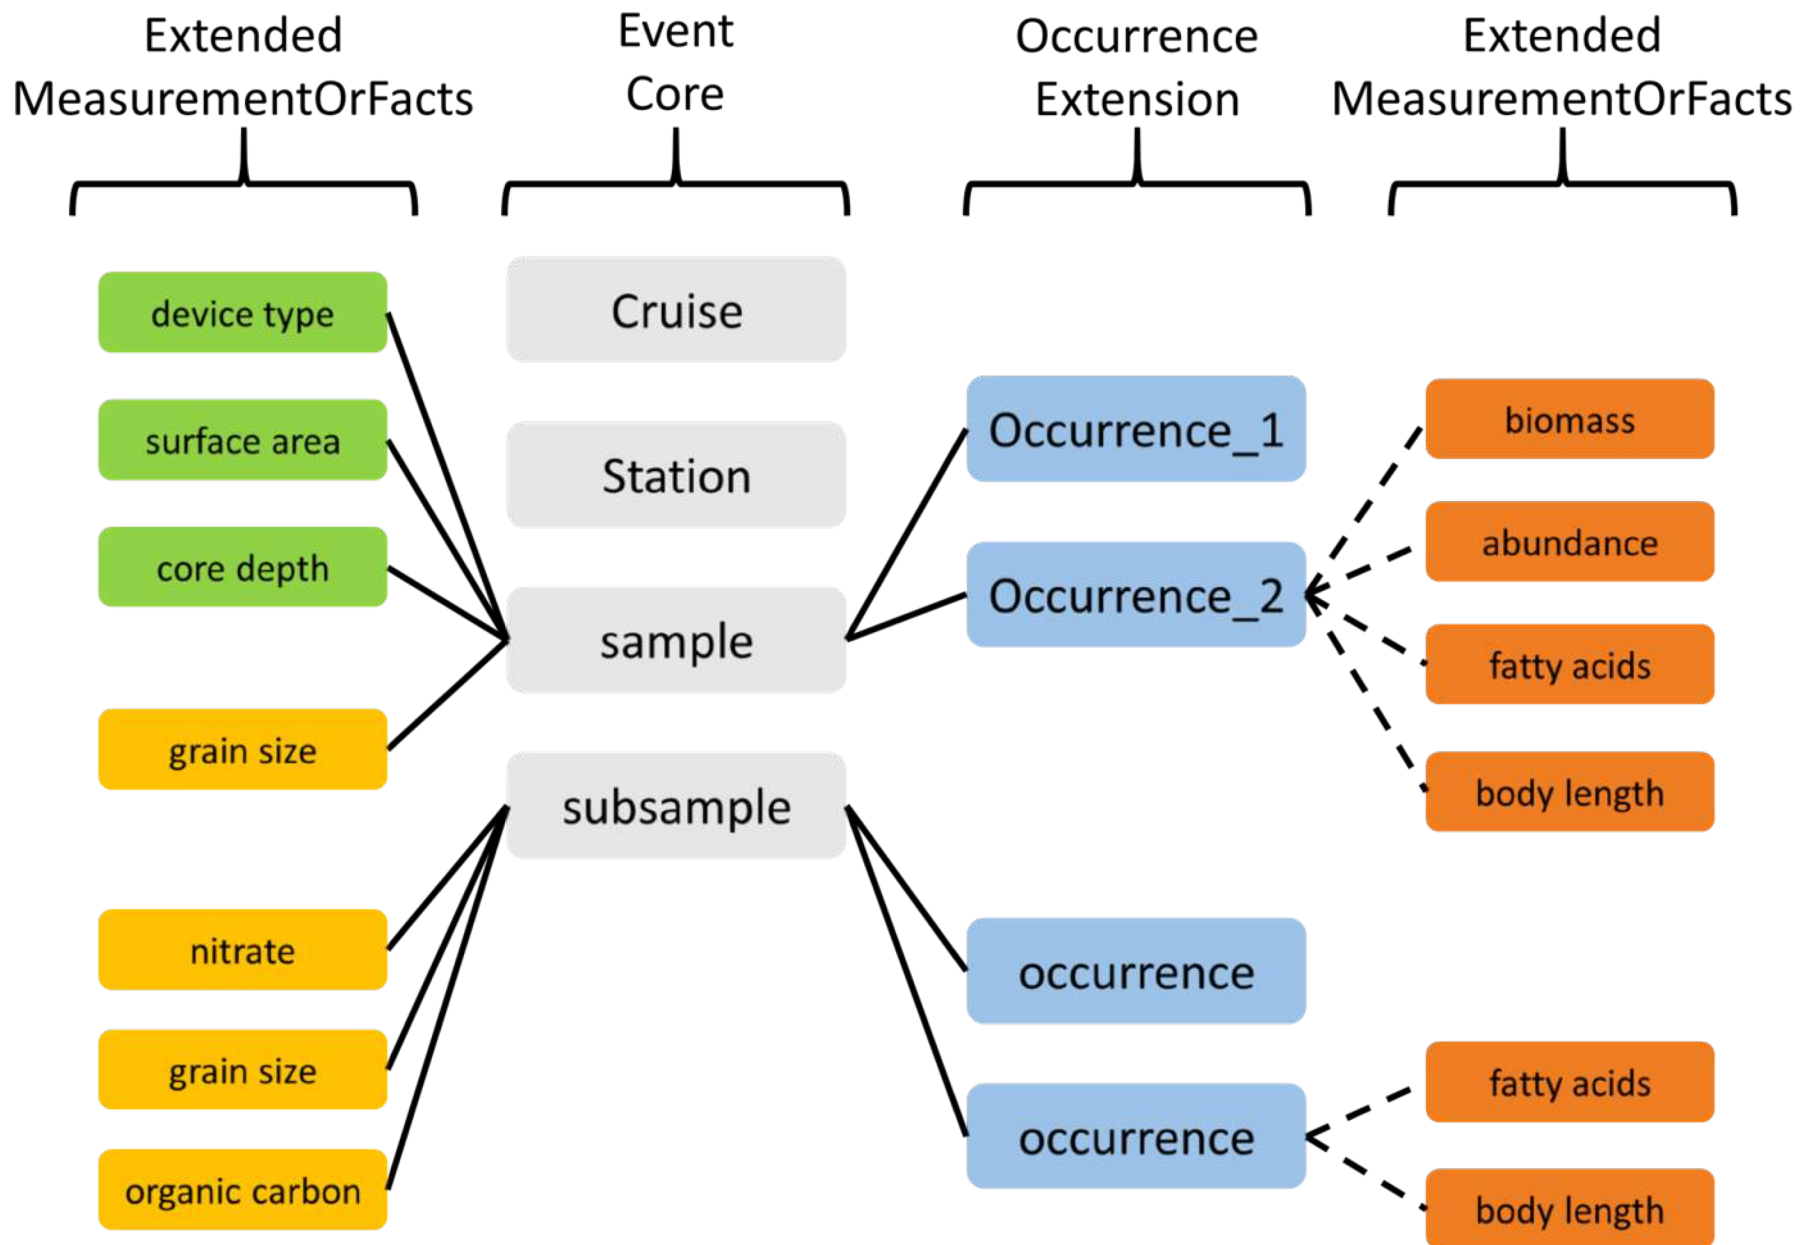 Extended
MeasurementOrFacts
Event
Core
Occurrence
Extension
Extended
MeasurementOrFacts
device type
surface area
core depth
grain size
nitrate
grain size
organic carbon
Cruise
Station
sample
subsample
Occurrence_1
Occurrence_2
occurrence
occurrence
biomass
abundance
fatty acids
body length
fatty acids
body length